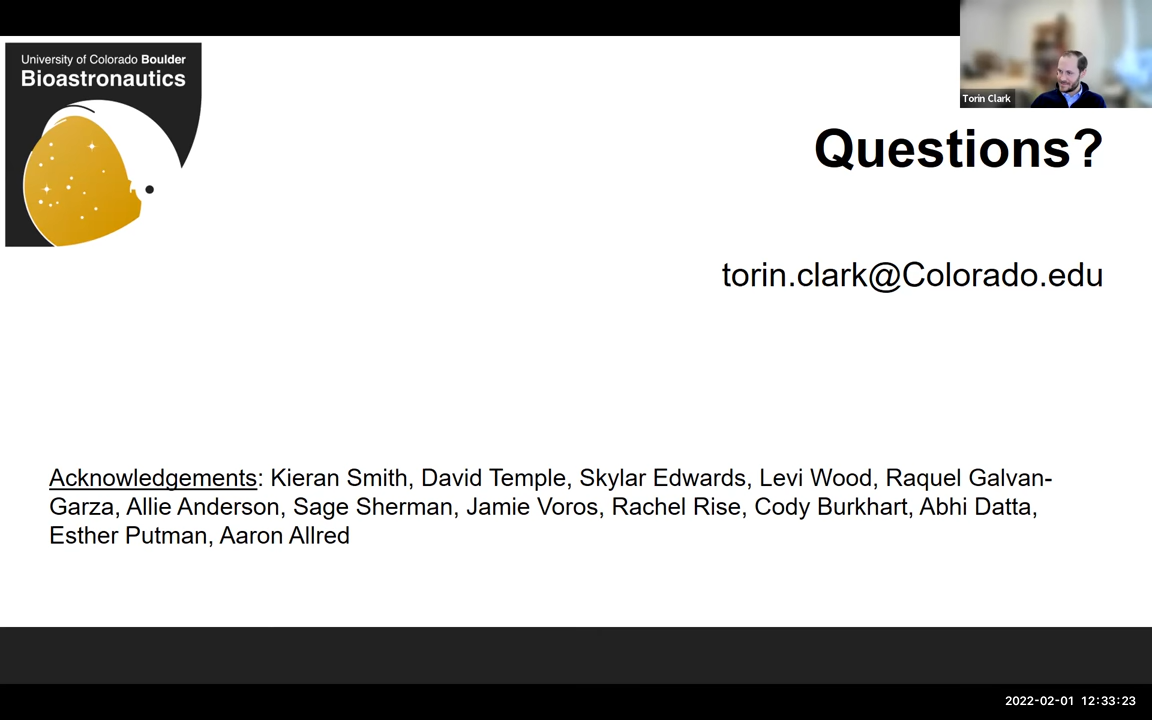 University of Colorado Boulder
Bioastronautics
Torin Clark
Questions?
torin.clark@Colorado.edu
Acknowledgements: Kieran Smith, David Temple, Skylar Edwards, Levi Wood, Raquel Galvan-
Garza, Allie Anderson, Sage Sherman, Jamie Voros, Rachel Rise, Cody Burkhart, Abhi Datta,
Esther Putman, Aaron Allred
2022-02-01 12:33:23